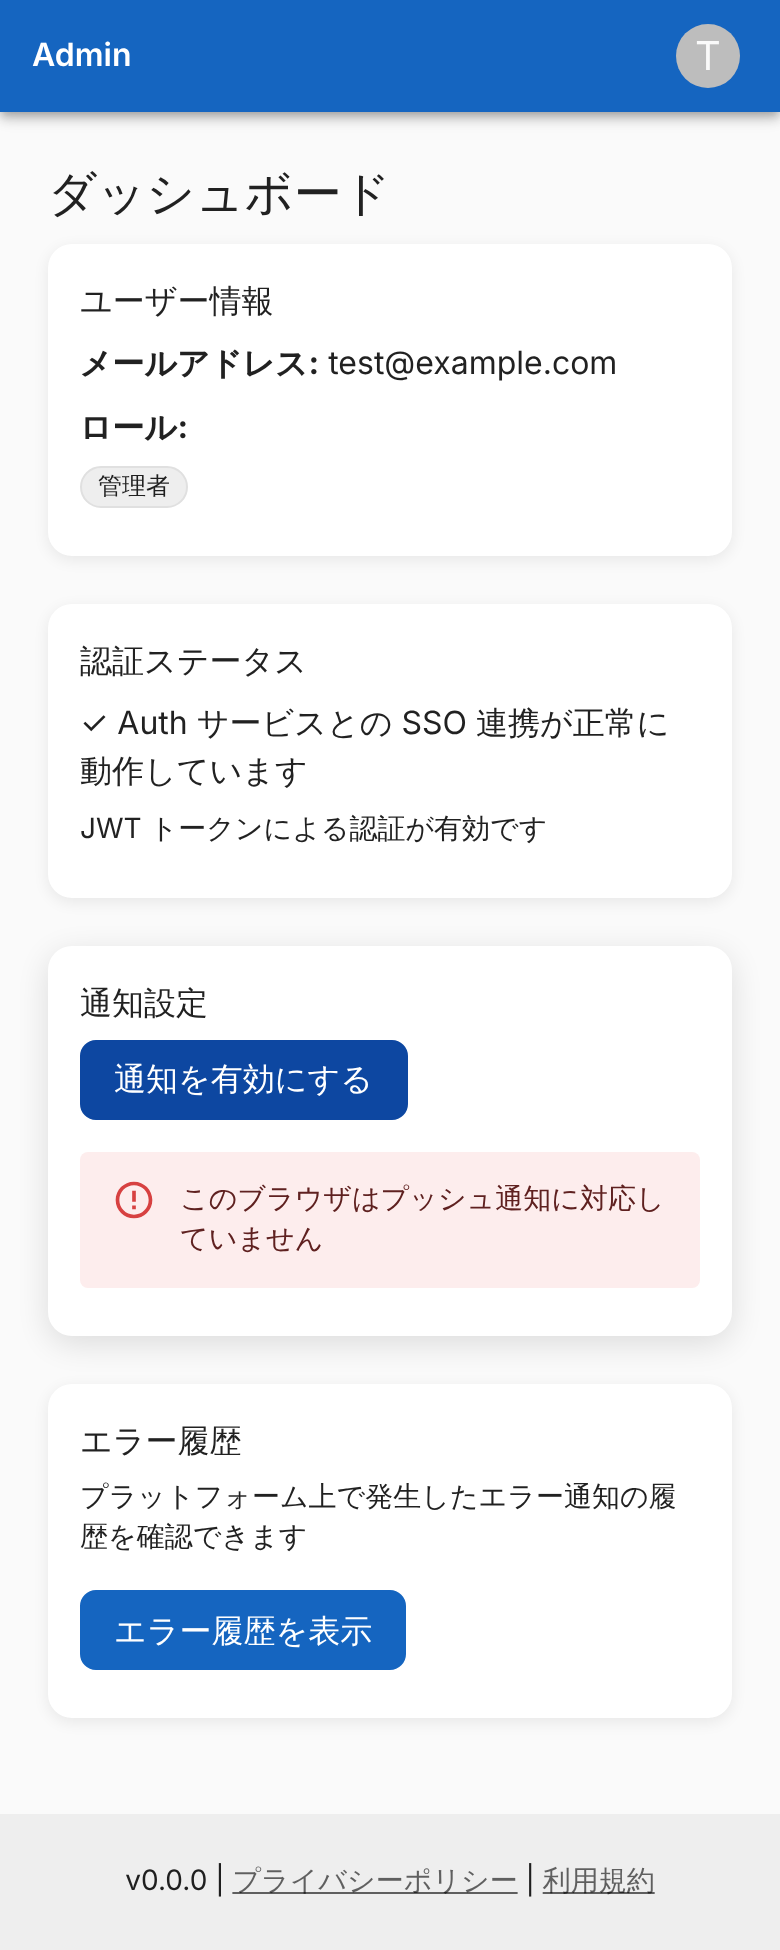 Admin
T
ダッシュボード
ユーザー情報
メールアドレス: test@example.com
ロール:
管理者
認証ステータス
✓ Auth サービスとの SSO 連携が正常に
動作しています
JWT トークンによる認証が有効です
通知設定
通知を有効にする
このブラウザはプッシュ通知に対応し
ていません
エラー履歴
プラットフォーム上で発生したエラー通知の履
歴を確認できます
エラー履歴を表示
v0.0.0 | プライバシーポリシー | 利用規約